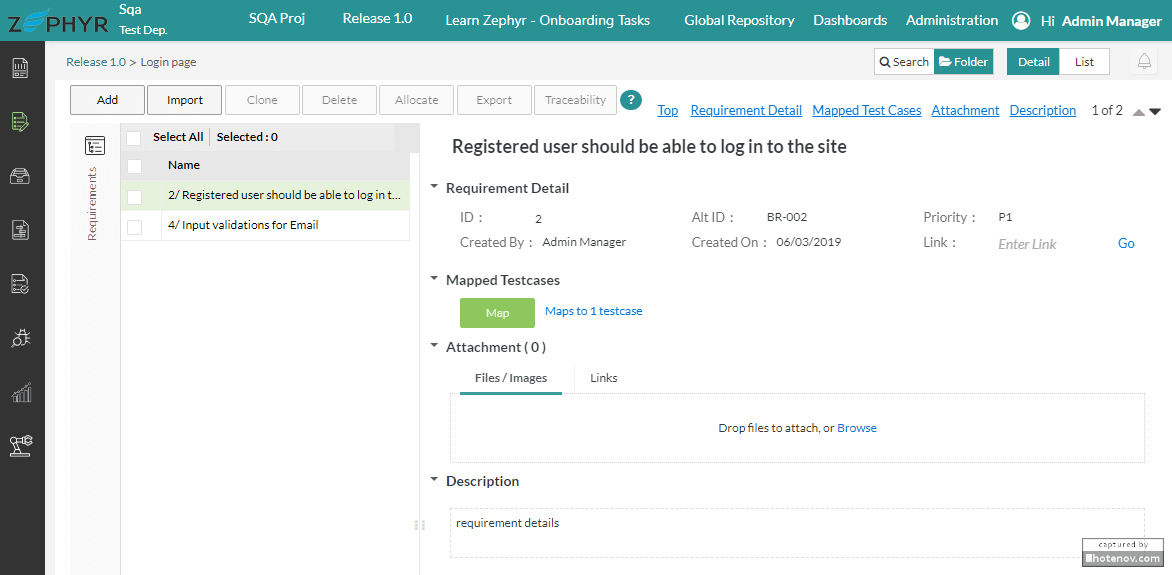 ZEPHYR
Sqa
Test Dep.
SQA Proj
Release 1.0
Learn Zephyr - Onboarding Tasks
Global Repository
Dashboards
Administration
Hi Admin Manager
Release 1.0 > Login page
Search
Folder
Detail
List
Add
Import
Clone
Delete
Allocate
Export
Traceability
?
Top
Requirement Detail
Mapped Test Cases
Attachment
Description
1 of 2
Requirements
Select All
Selected : 0
Name
2/ Registered user should be able to log in t...
4/ Input validations for Email
Registered user should be able to log in to the site
Requirement Detail
ID : 2
Alt ID : BR-002
Priority : P1
Created By : Admin Manager
Created On : 06/03/2019
Link : Enter Link
Go
Mapped Testcases
Map
Maps to 1 testcase
Attachment ( 0 )
Files / Images
Links
Drop files to attach, or Browse
Description
requirement details
captured by
hotenov.com